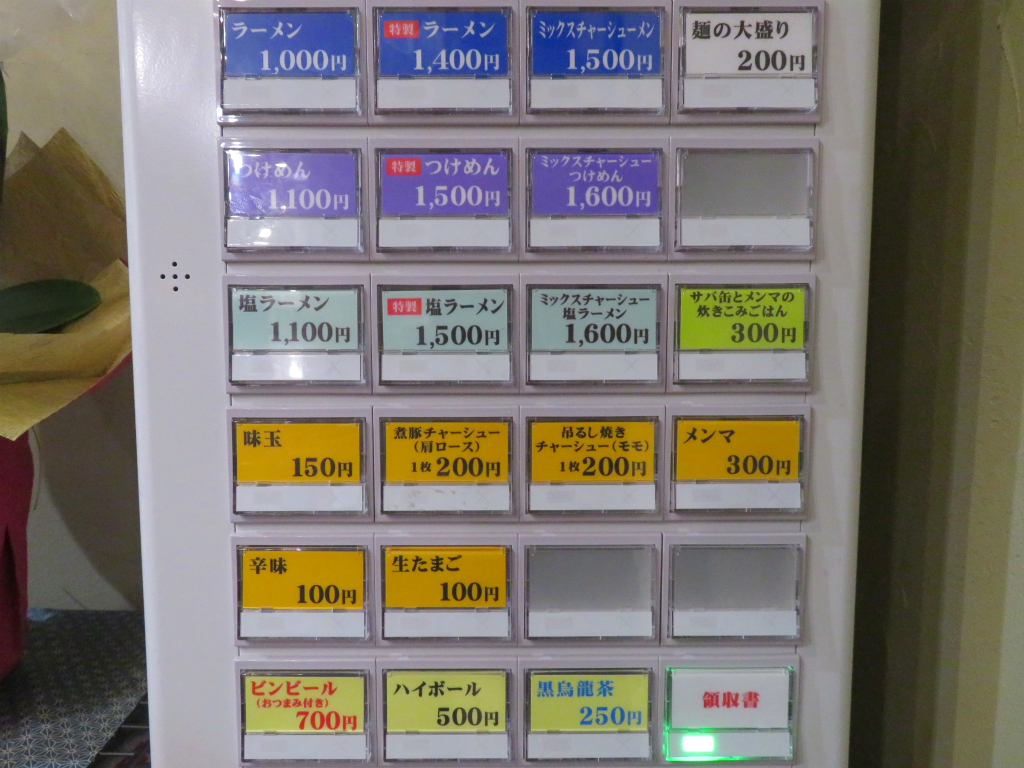 ラーメン
1,000円
特製 ラーメン
1,400円
ミックスチャーシューメン
1,500円
麺の大盛り
200円
つけめん
1,100円
特製 つけめん
1,500円
ミックスチャーシュー
つけめん
1,600円
塩ラーメン
1,100円
特製 塩ラーメン
1,500円
ミックスチャーシュー
塩ラーメン
1,600円
サバ缶とメンマの
炊きこみごはん
300円
味玉
150円
煮豚チャーシュー
(肩ロース)
1枚 200円
吊るし焼き
チャーシュー(モモ)
1枚 200円
メンマ
300円
辛味
100円
生たまご
100円
ビンビール
(おつまみ付き)
700円
ハイボール
500円
黒烏龍茶
250円
領収書